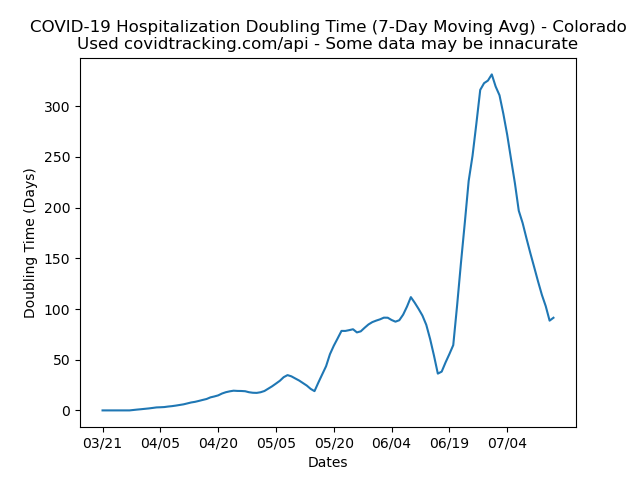 COVID-19 Hospitalization Doubling Time (7-Day Moving Avg) - Colorado
Used covidtracking.com/api - Some data may be innacurate
Doubling Time (Days)
300
250
200
150
100
50
0
03/21 04/05 04/20 05/05 05/20 06/04 06/19 07/04
Dates